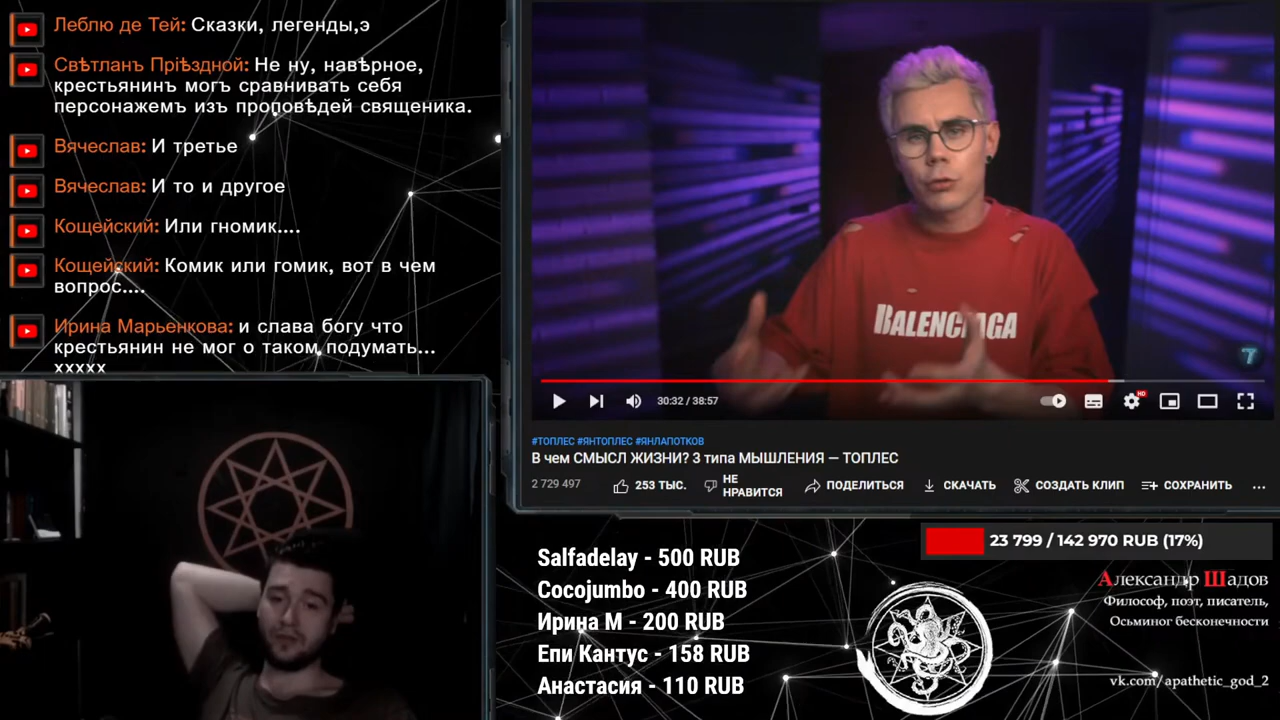 Леблю де Тей: Сказки, легенды,э
Свѣтланъ Пріѣздной: Не ну, навѣрное,
крестьянинъ могъ сравнивать себя
персонажемъ изъ проповѣдей священика.
Вячеслав: И третье
Вячеслав: И то и другое
Кощейский: Или гномик....
Кощейский: Комик или гомик, вот в чем
вопрос....
Ирина Марьенкова: и слава богу что
крестьянин не мог о таком подумать...
ххххх
BALENCIAGA
30:32 / 38:57
HD
#ТОПЛЕС #ЯНТОПЛЕС #ЯНЛАПОТКОВ
В чем СМЫСЛ ЖИЗНИ? 3 типа МЫШЛЕНИЯ — ТОПЛЕС
2 729 497
253 ТЫС.
НЕ
НРАВИТСЯ
ПОДЕЛИТЬСЯ
СКАЧАТЬ
СОЗДАТЬ КЛИП
СОХРАНИТЬ
...
23 799 / 142 970 RUB (17%)
Salfadelay - 500 RUB
Cocojumbo - 400 RUB
Ирина М - 200 RUB
Епи Кантус - 158 RUB
Анастасия - 110 RUB
Александр Шадов
Философ, поэт, писатель,
Осьминог бесконечности
vk.com/apathetic_god_2